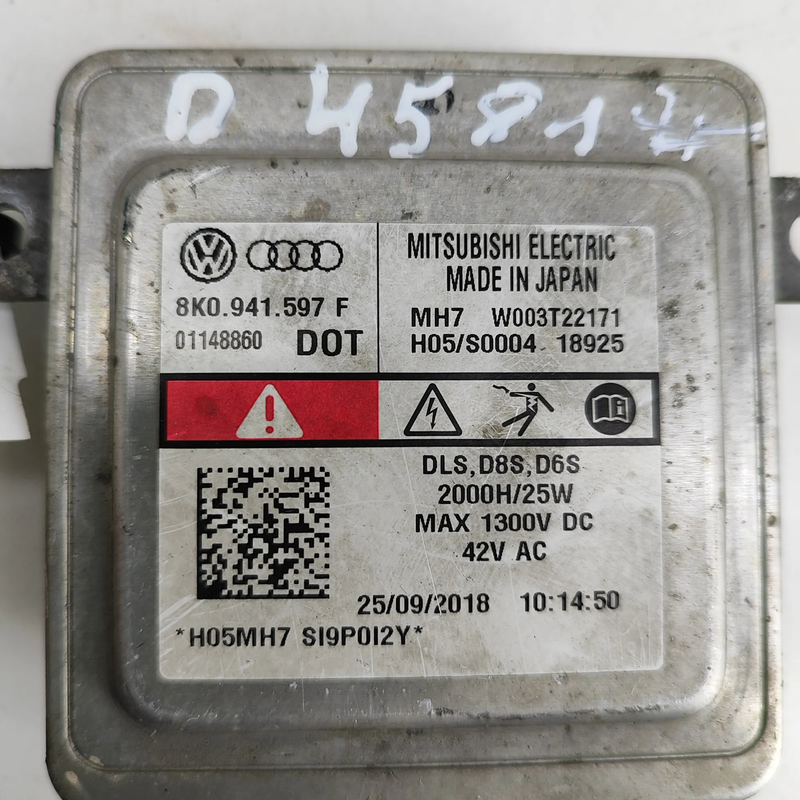 D 45817
8K0.941.597 F
01148860 DOT
MITSUBISHI ELECTRIC
MADE IN JAPAN
MH7 W003T22171
H05/S0004 18925
DLS,D8S,D6S
2000H/25W
MAX 1300V DC
42V AC
25/09/2018 10:14:50
*H05MH7 SI9P0I2Y*